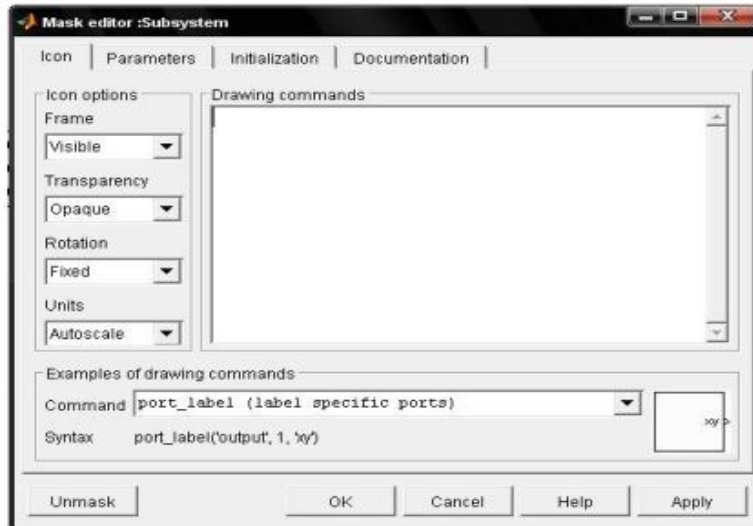 Mask editor :Subsystem
Icon
Parameters
Initialization
Documentation
Icon options
Frame
Visible
Transparency
Opaque
Rotation
Fixed
Units
Autoscale
Drawing commands
Examples of drawing commands
Command port_label (label specific ports)
Syntax port_label('output', 1, 'xy')
xy >
Unmask
OK
Cancel
Help
Apply